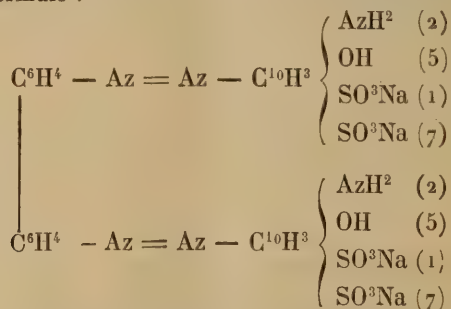 AzH² (2)
C⁶H⁴ — Az = Az — C¹⁰H³ OH (5)
SO³Na (1)
SO³Na (7)
AzH² (2)
C⁶H⁴ - Az = Az — C¹⁰H³ OH (5)
SO³Na (1)
SO³Na (7)